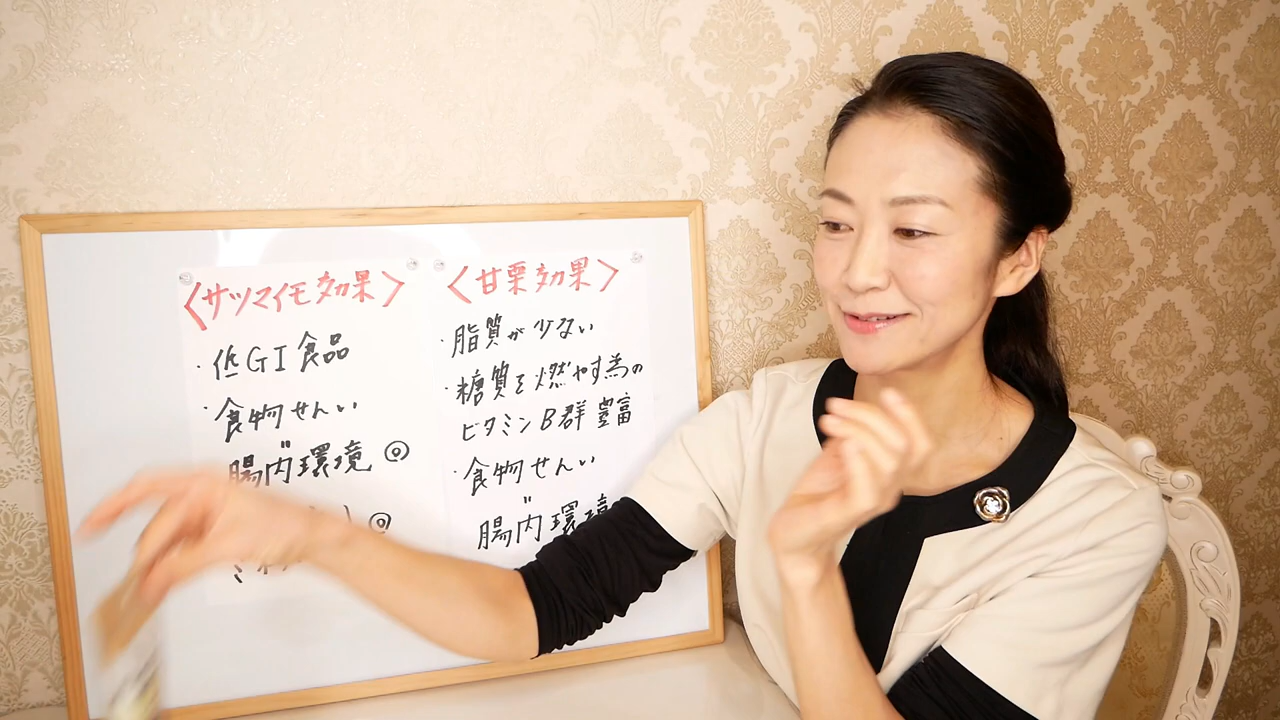 〈サツマイモ効果〉
・低GI食品
・食物せんい
腸内環境 ◎
〈甘栗効果〉
・脂質が少ない
・糖質を燃やす為の
ビタミンB群豊富
・食物せんい
腸内環境